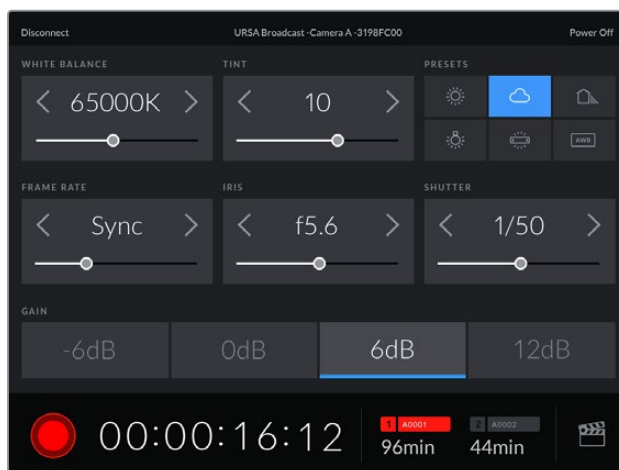 Disconnect URSA Broadcast -Camera A -3198FC00 Power Off
WHITE BALANCE TINT PRESETS
65000K 10
AWB
FRAME RATE IRIS SHUTTER
Sync f5.6 1/50
GAIN
-6dB 0dB 6dB 12dB
00:00:16:12
1 A0001 2 A0002
96min 44min